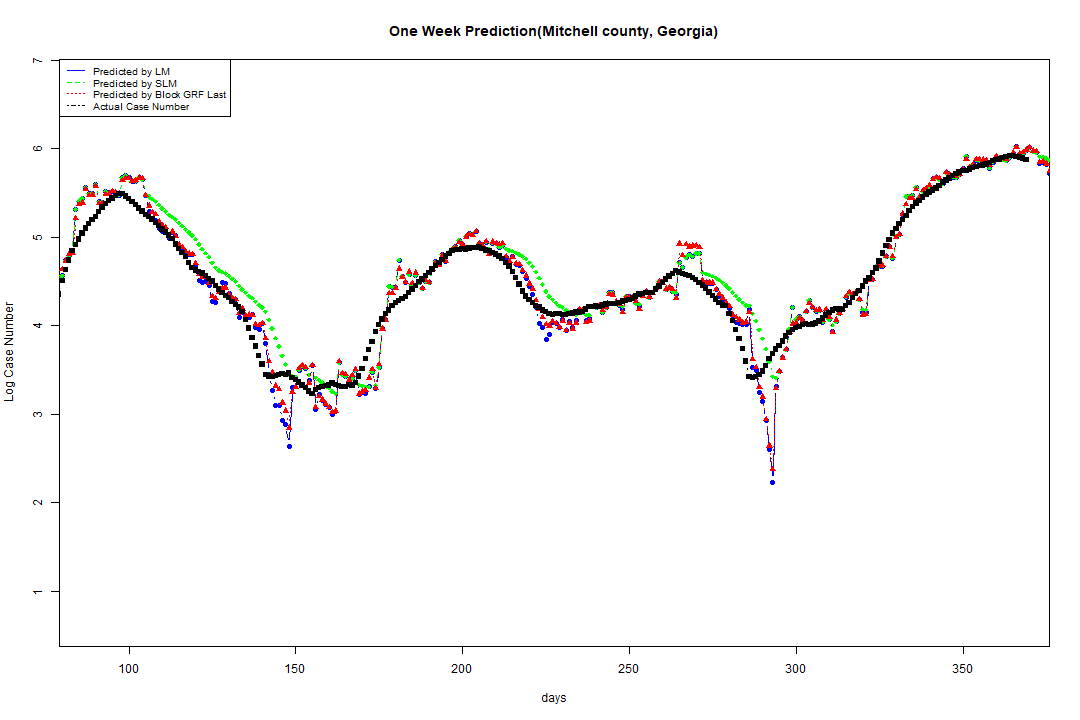 One Week Prediction(Mitchell county, Georgia)
Predicted by LM
Predicted by SLM
Predicted by Block GRF Last
Actual Case Number
7
6
5
4
3
2
1
Log Case Number
100 150 200 250 300 350
days